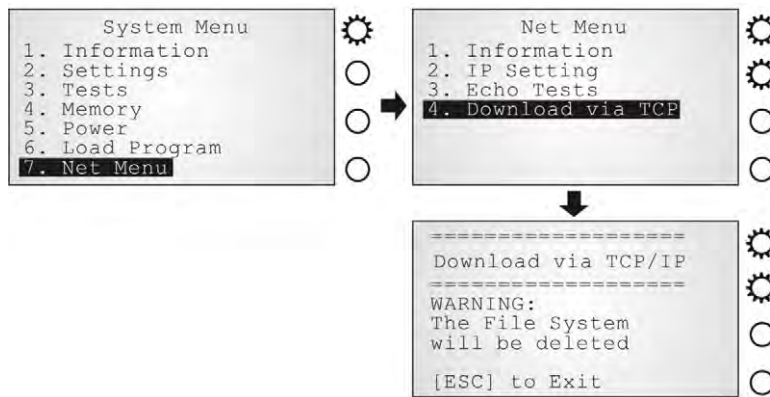 System Menu
1. Information
2. Settings
3. Tests
4. Memory
5. Power
6. Load Program
7. Net Menu
Net Menu
1. Information
2. IP Setting
3. Echo Tests
4. Download via TCP
====================
Download via TCP/IP
====================
WARNING:
The File System
will be deleted
[ESC] to Exit